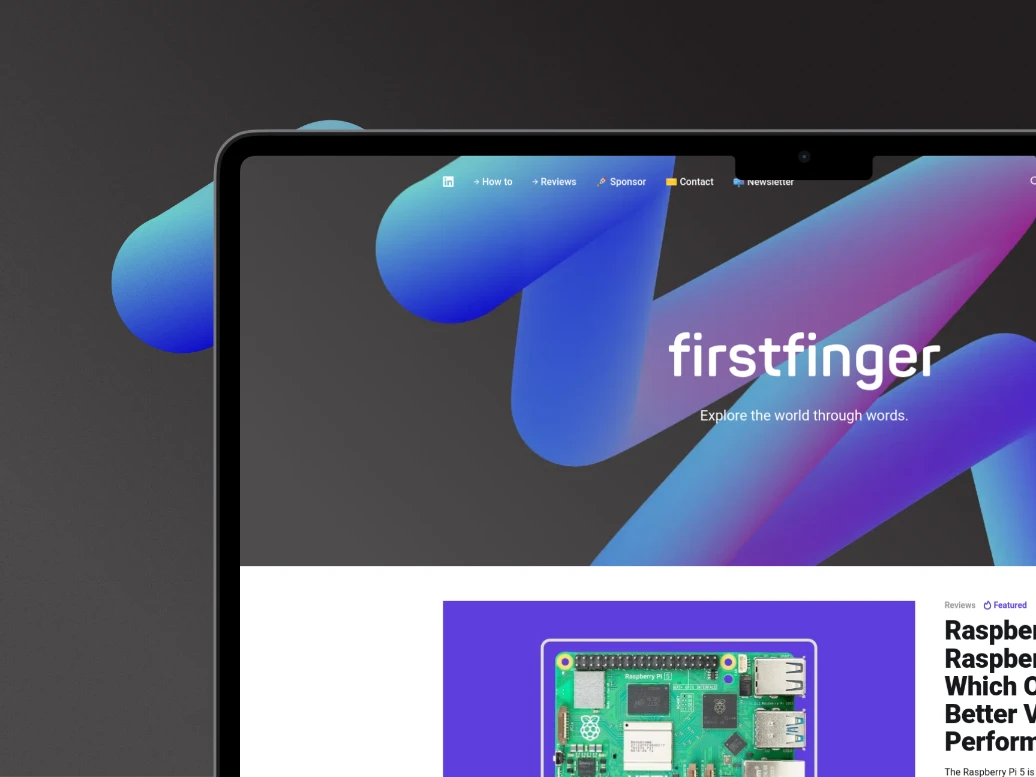 in
→ How to → Reviews Sponsor Contact Newsletter
firstfinger
Explore the world through words.
Reviews Featured
Raspber
Raspber
Which O
Better V
Perform
The Raspberry Pi 5 is
Raspberry Pi 5